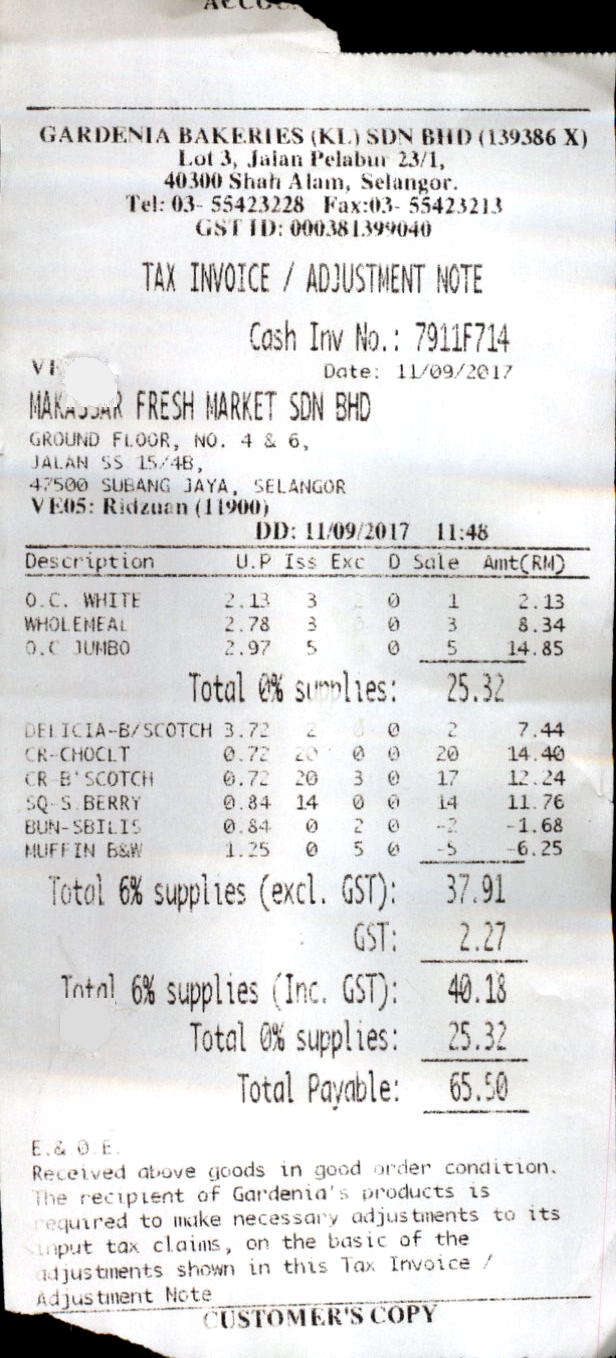 GARDENIA BAKERIES (KL) SDN BHD (139386 X)
Lot 3, Jalan Pelabur 23/1,
40300 Shah Alam, Selangor.
Tel: 03- 55423228 Fax:03- 55423213
GST ID: 000381399040
TAX INVOICE / ADJUSTMENT NOTE
Cash Inv No.: 7911F714
VE
Date: 11/09/2017
MAKASSAR FRESH MARKET SDN BHD
GROUND FLOOR, NO. 4 & 6,
JALAN SS 15/4B,
47500 SUBANG JAYA, SELANGOR
VE05: Ridzuan (11900)
DD: 11/09/2017 11:48
Description U.P Iss Exc D Sale Amt(RM)
O.C. WHITE 2.13 3 2 0 1 2.13
WHOLEMEAL 2.78 3 0 3 8.34
O.C JUMBO 2.97 5 0 5 14.85
Total 0% supplies: 25.32
DELICIA-B/SCOTCH 3.72 2 0 0 2 7.44
CR-CHOCLT 0.72 20 0 0 20 14.40
CR-B'SCOTCH 0.72 20 3 0 17 12.24
SQ-S.BERRY 0.84 14 0 0 14 11.76
BUN-SBILIS 0.84 0 2 0 -2 -1.68
MUFFIN B&W 1.25 0 5 0 -5 -6.25
Total 6% supplies (excl. GST): 37.91
GST: 2.27
Total 6% supplies (Inc. GST): 40.18
Total 0% supplies: 25.32
Total Payable: 65.50
E.& O.E.
Received above goods in good order condition.
The recipient of Gardenia's products is
required to make necessary adjustments to its
input tax claims, on the basic of the
adjustments shown in this Tax Invoice /
Adjustment Note
CUSTOMER'S COPY